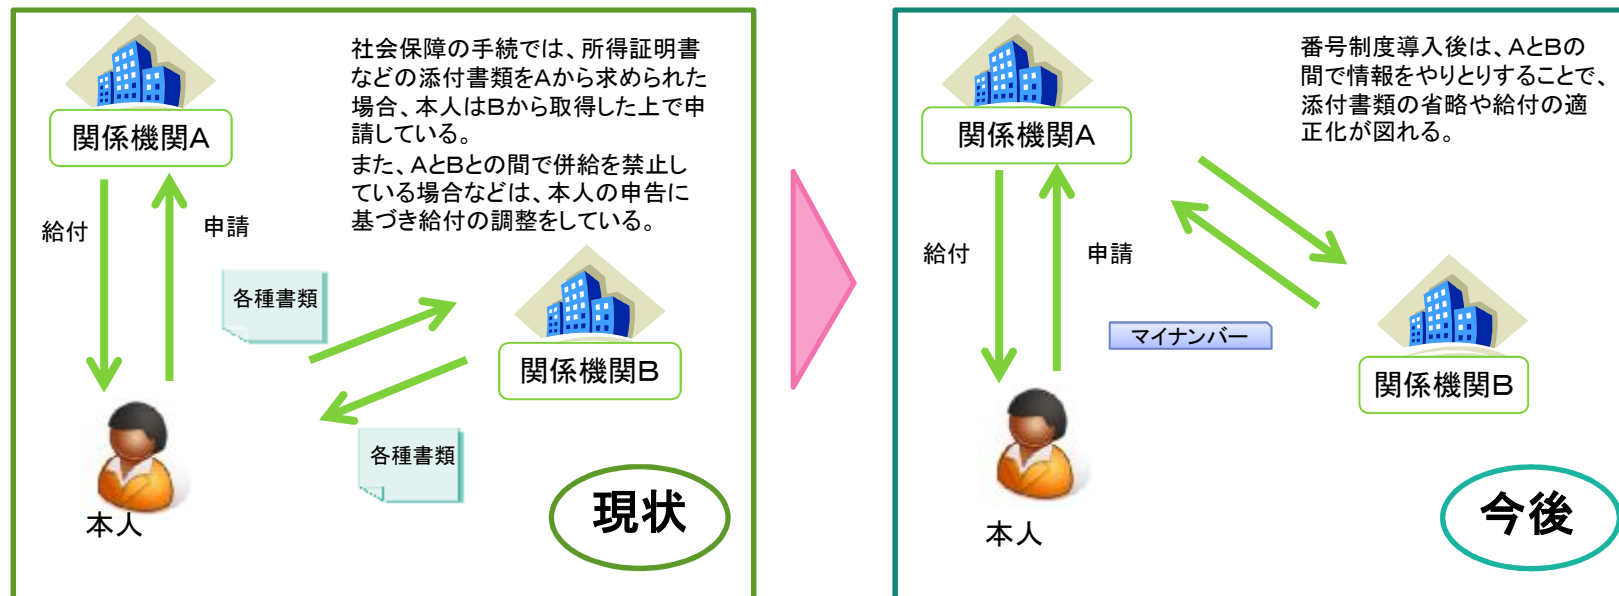 社会保障の手続では、所得証明書
などの添付書類をAから求められた
場合、本人はBから取得した上で申
請している。
また、AとBとの間で併給を禁止し
ている場合などは、本人の申告に
基づき給付の調整をしている。
関係機関A
給付
申請
各種書類
関係機関B
各種書類
本人
現状
番号制度導入後は、AとBの
間で情報をやりとりすることで、
添付書類の省略や給付の適
正化が図れる。
関係機関A
給付
申請
マイナンバー
関係機関B
本人
今後